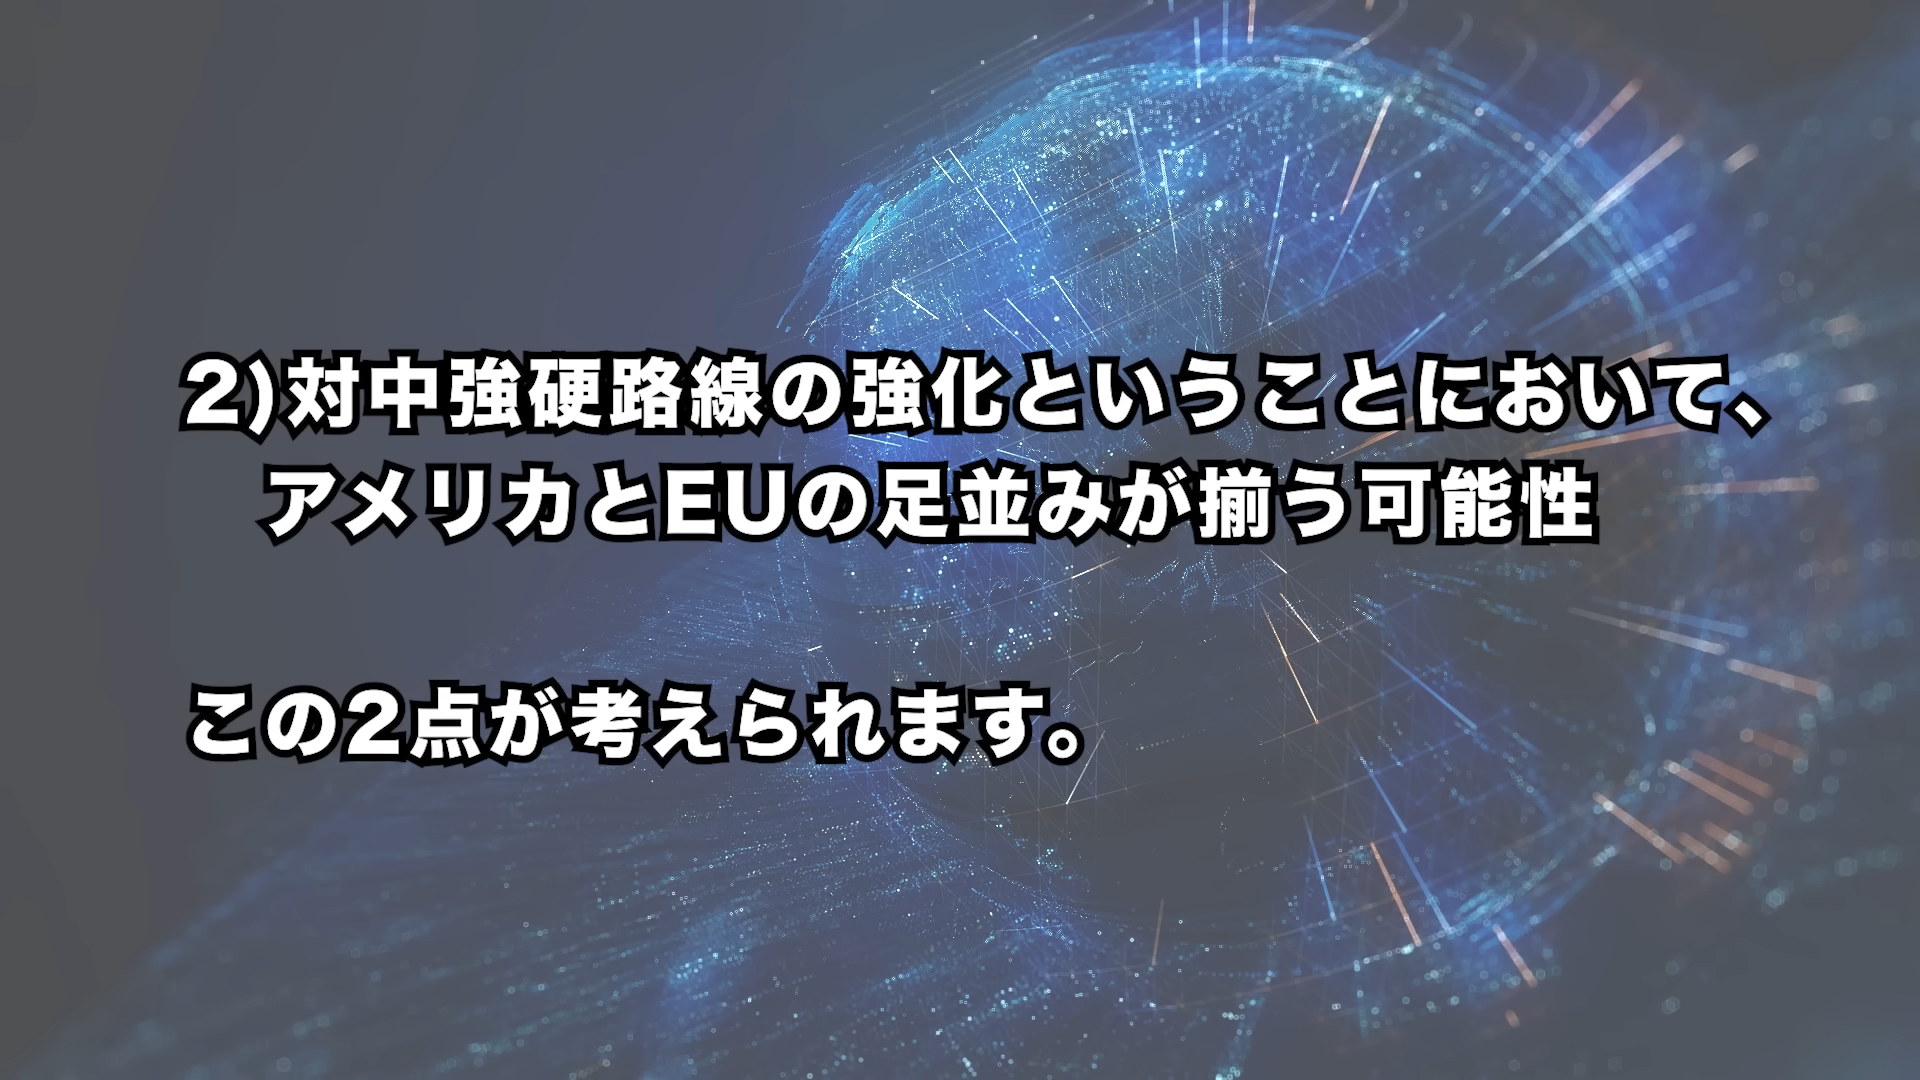 2)対中強硬路線の強化ということにおいて、
アメリカとEUの足並みが揃う可能性
この2点が考えられます。